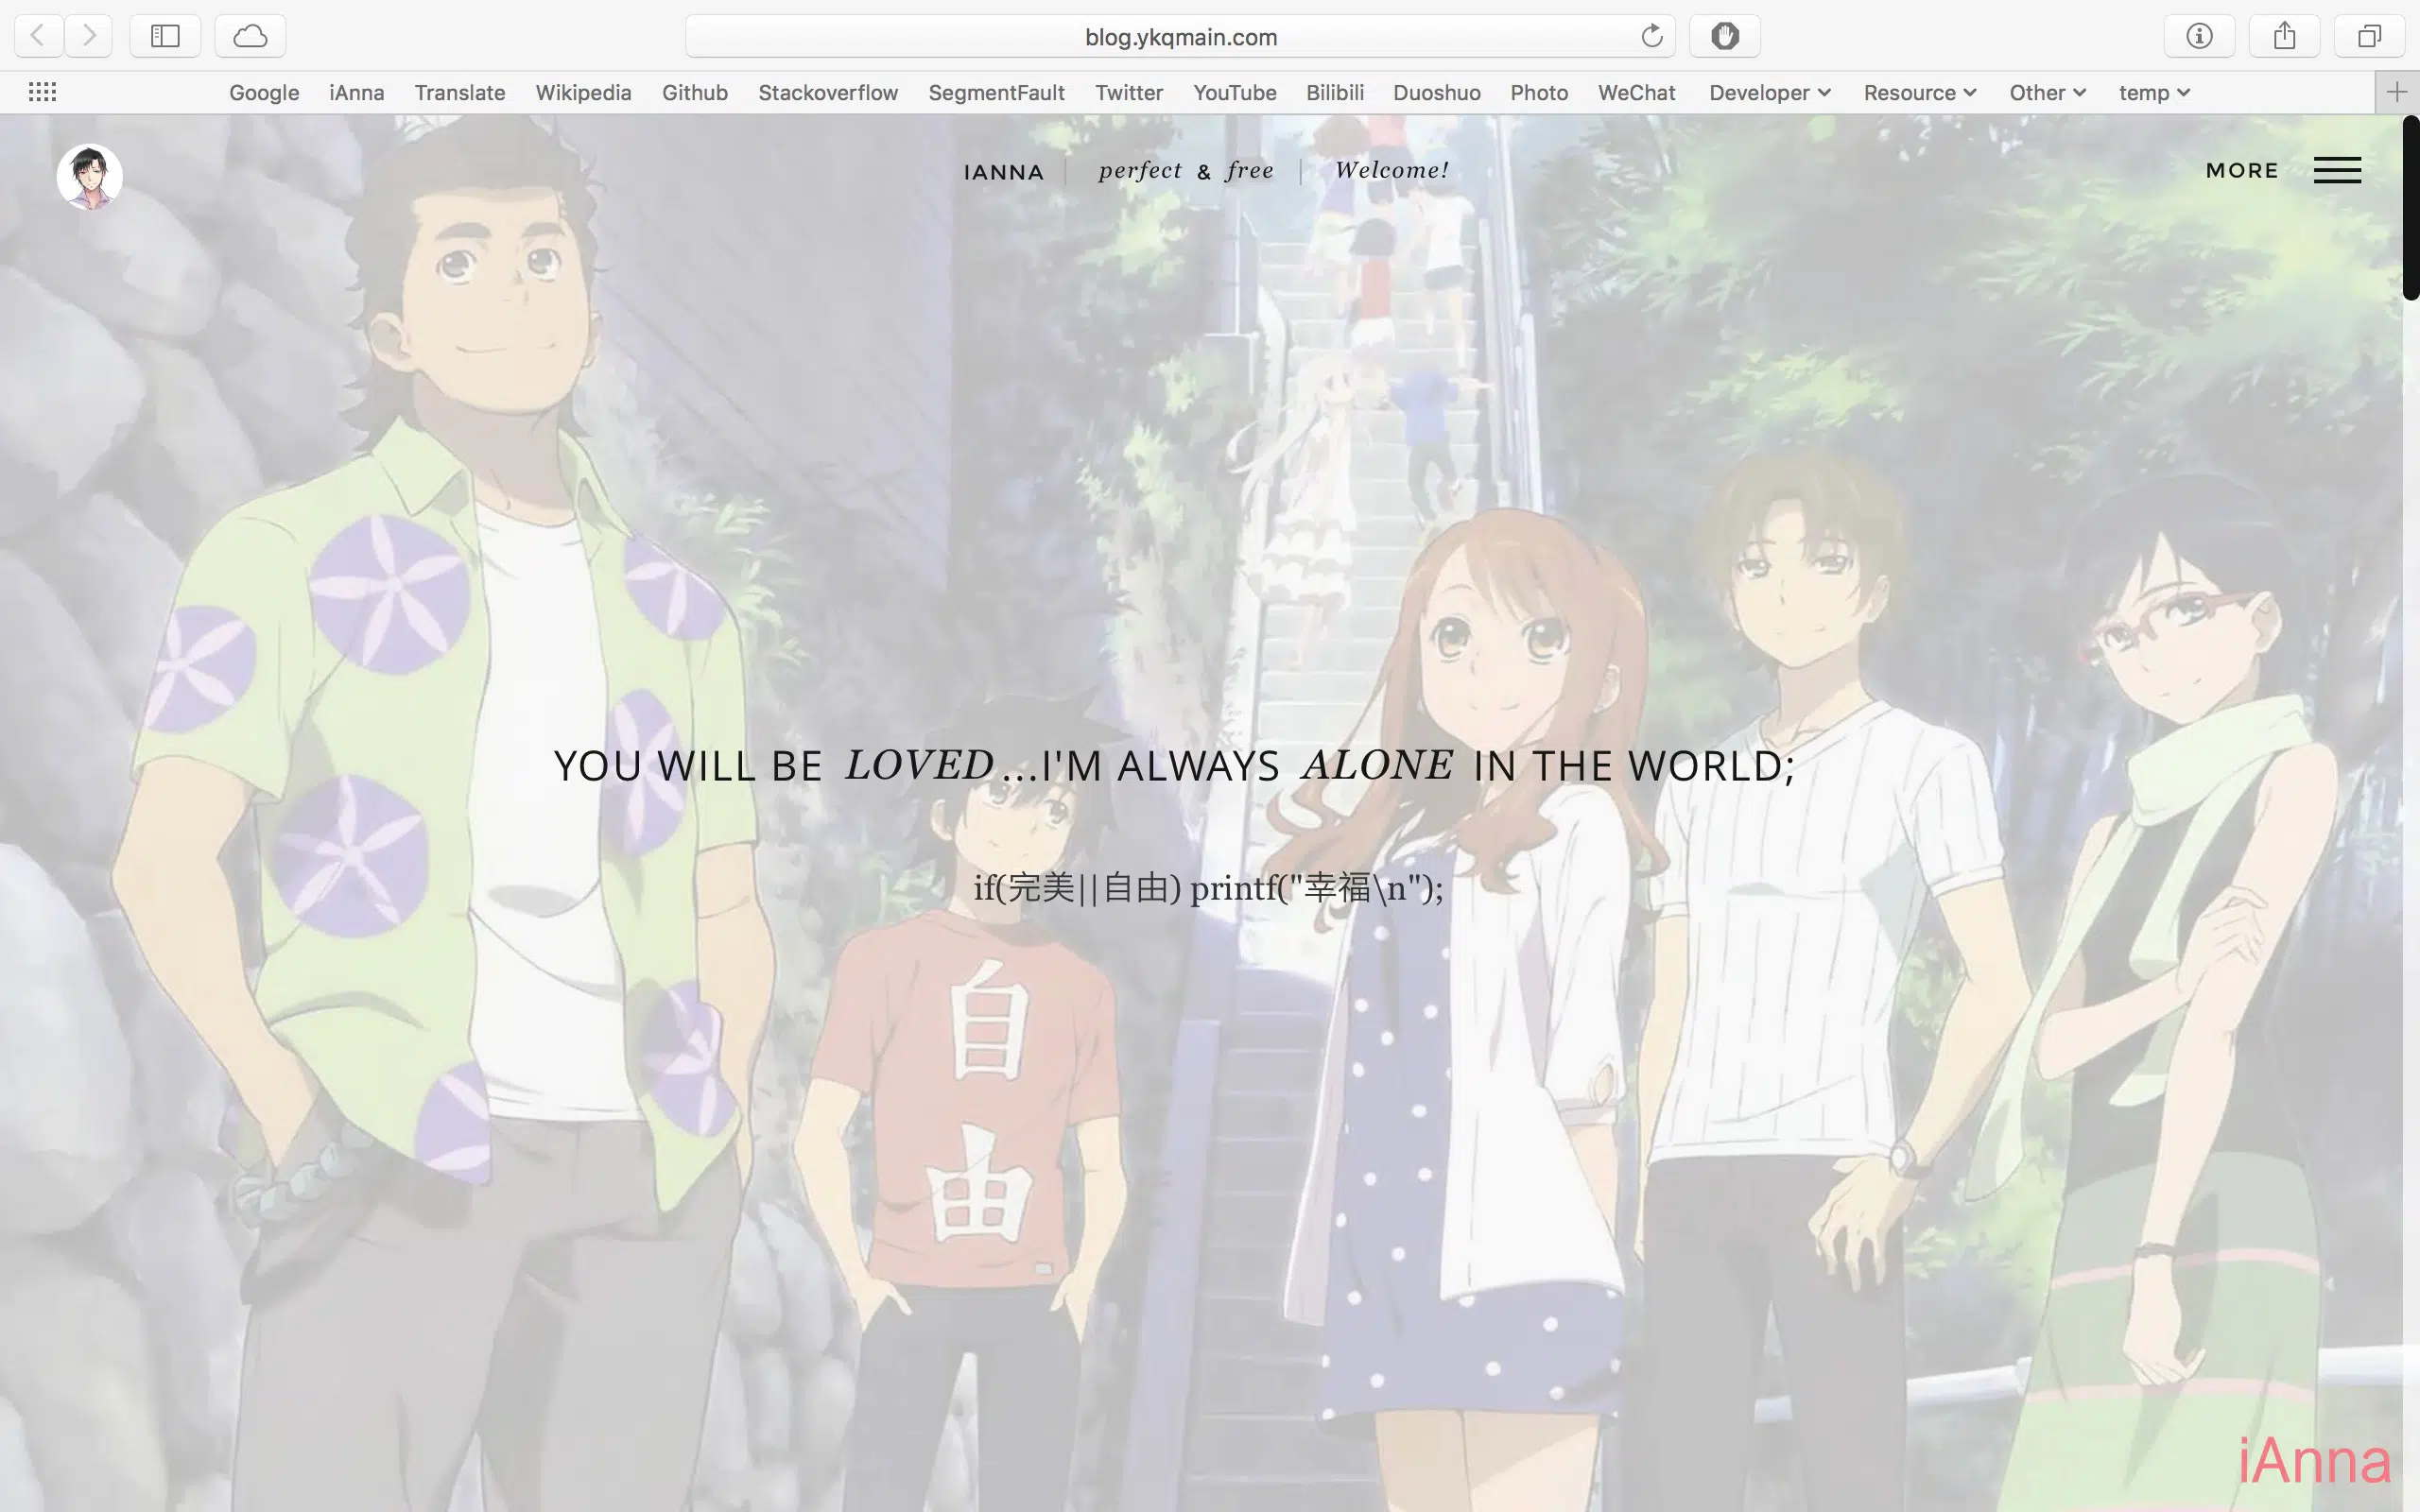 blog.ykqmain.com
Google iAnna Translate Wikipedia Github Stackoverflow SegmentFault Twitter YouTube Bilibili Duoshuo Photo WeChat Developer Resource Other temp
IANNA perfect & free Welcome!
MORE
YOU WILL BE LOVED...I'M ALWAYS ALONE IN THE WORLD;
if(完美||自由) printf("幸福\n");
自
由
iAnna